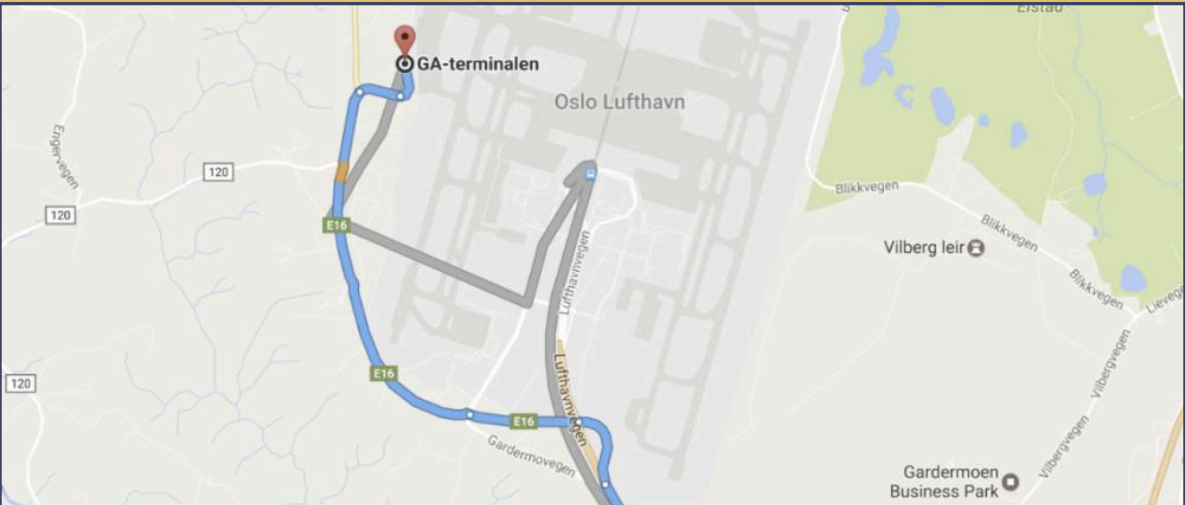 Elstad
GA-terminalen
Oslo Lufthavn
Engervegen
120
120
Blikkvegen
E16
Blikkvegen
Vilberg leir
Lufthavnvegen
Blikkvegen
Lievege
120
E16
Lufthavnvegen
Vilbergvegen
E16
Gardermovegen
Vilbergvegen
Gardermoen
Business Park